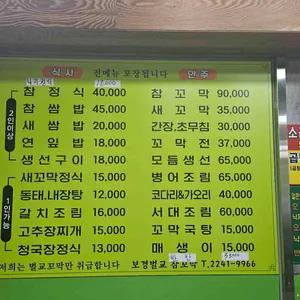 식사 전메뉴 포장됩니다 안주
낙지정식 18,000
2인이상
참정식 40,000
참쌈밥 45,000
새쌈밥 20,000
연잎밥 18,000
생선구이 18,000
1인가능
새꼬막정식 15,000
동태.내장탕 12,000
갈치조림 16,000
고추장찌개 15,000
청국장정식 13,000
참꼬막 90,000
새꼬막 35,000
간장.초무침 30,000
꼬막전 37,000
모듬생선 65,000
병어조림 65,000
코다리&가오리 40,000
서대조림 60,000
꼬막국탕 15,000
매생이 15,000
저희는 벌교꼬막만 취급합니다 보경벌교 참꼬막 T.2241-9966